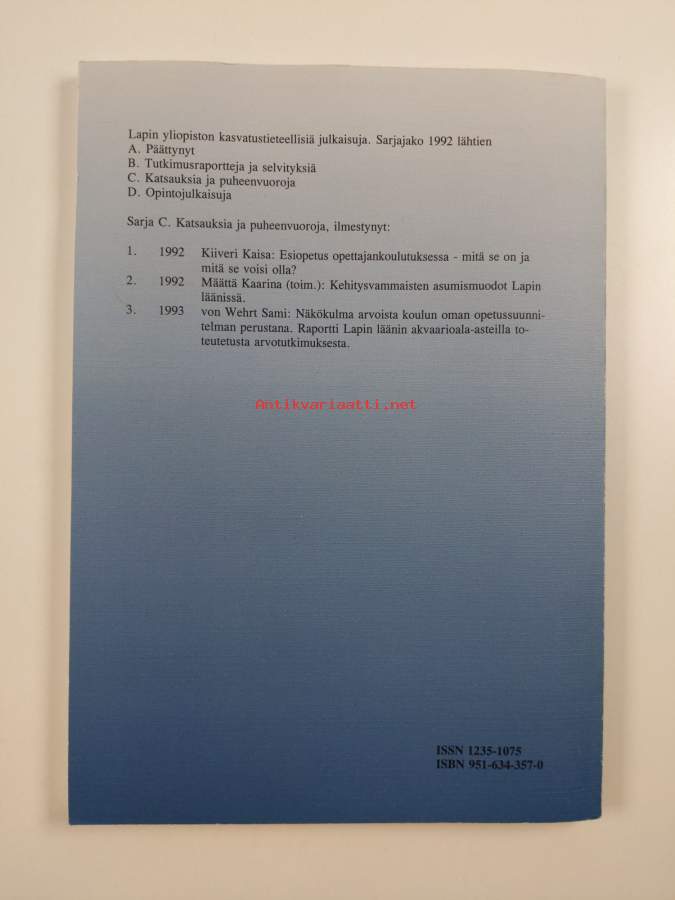 Lapin yliopiston kasvatustieteellisiä julkaisuja. Sarjajako 1992 lähtien
A. Päättynyt
B. Tutkimusraportteja ja selvityksiä
C. Katsauksia ja puheenvuoroja
D. Opintojulkaisuja
Sarja C. Katsauksia ja puheenvuoroja, ilmestynyt:
1. 1992 Kiiveri Kaisa: Esiopetus opettajankoulutuksessa - mitä se on ja
mitä se voisi olla?
2. 1992 Määttä Kaarina (toim.): Kehitysvammaisten asumismuodot Lapin
läänissä.
3. 1993 von Wehrt Sami: Näkökulma arvoista koulun oman opetussuunni-
telman perustana. Raportti Lapin läänin akvaarioala-asteilla to-
teutetusta arvotutkimuksesta.
Antikvariaatti.net
ISSN 1235-1075
ISBN 951-634-357-0